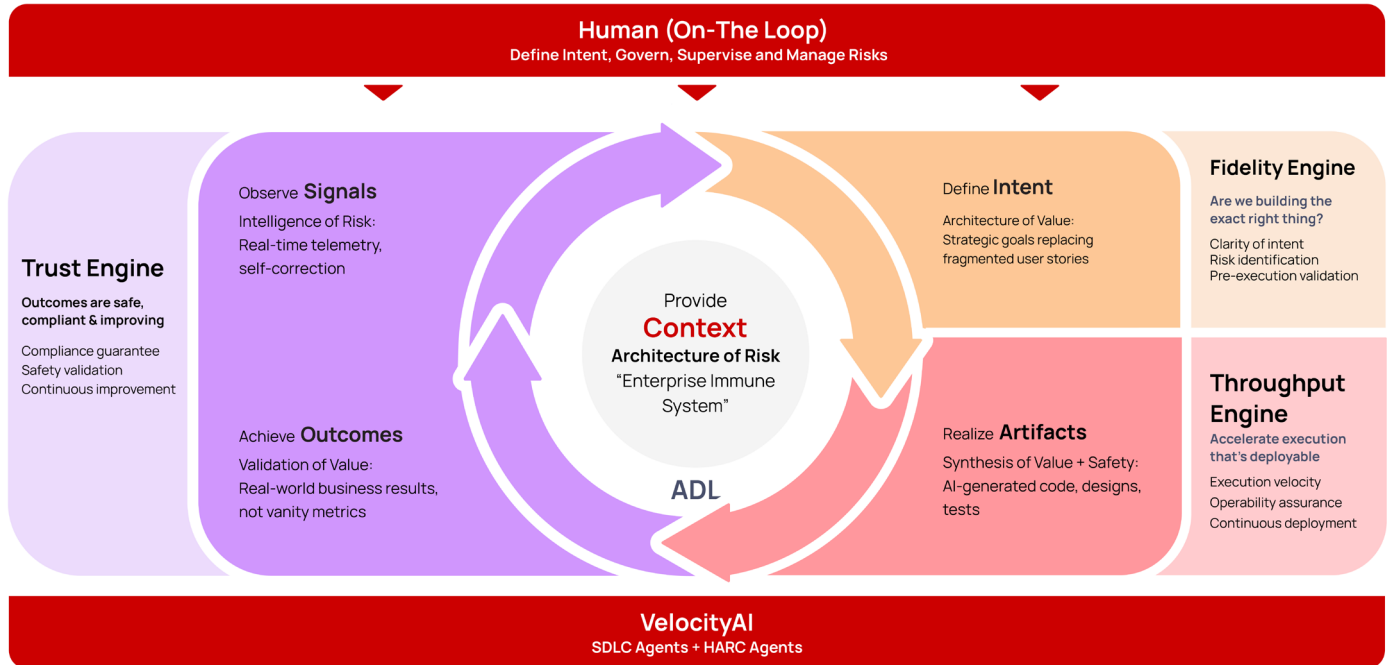 Human (On-The Loop)
Define Intent, Govern, Supervise and Manage Risks
Trust Engine
Outcomes are safe,
compliant & improving
Compliance guarantee
Safety validation
Continuous improvement
Observe Signals
Intelligence of Risk:
Real-time telemetry,
self-correction
Achieve Outcomes
Validation of Value:
Real-world business results,
not vanity metrics
Provide
Context
Architecture of Risk
“Enterprise Immune
System”
ADL
Define Intent
Architecture of Value:
Strategic goals replacing
fragmented user stories
Realize Artifacts
Synthesis of Value + Safety:
AI-generated code, designs,
tests
Fidelity Engine
Are we building the
exact right thing?
Clarity of intent
Risk identification
Pre-execution validation
Throughput
Engine
Accelerate execution
that's deployable
Execution velocity
Operability assurance
Continuous deployment
VelocityAI
SDLC Agents + HARC Agents